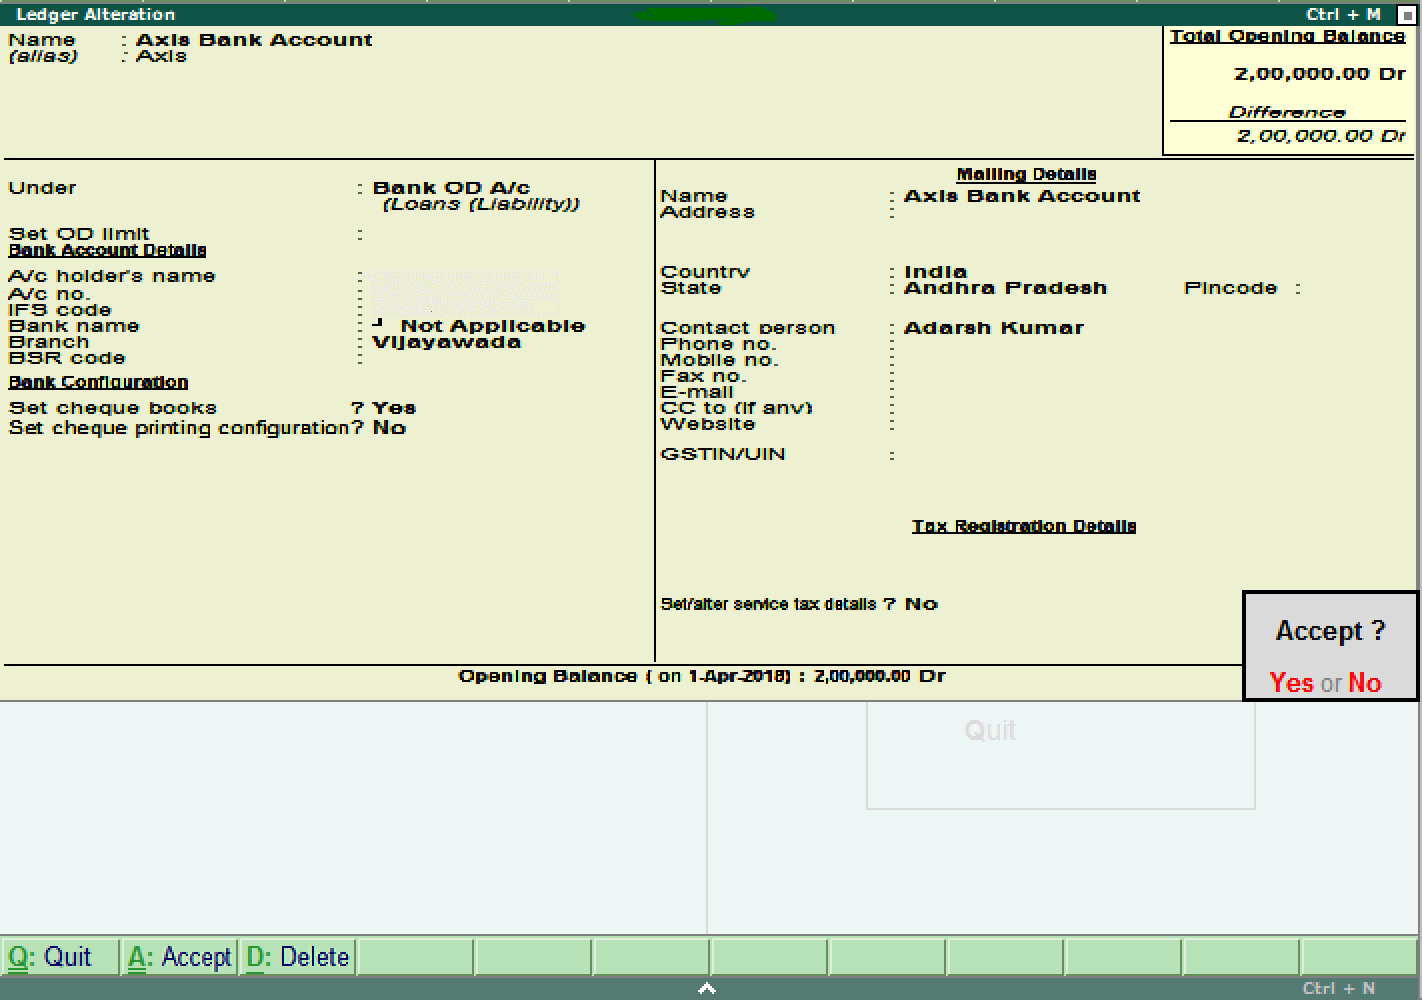 Ledger Alteration Ctrl + M
Name : Axis Bank Account
(alias) : Axis
Total Opening Balance
2,00,000.00 Dr
Difference
2,00,000.00 Dr
Under : Bank OD A/c
(Loans (Liability))
Set OD limit :
Bank Account Details
A/c holder's name :
A/c no. :
IFS code :
Bank name : Not Applicable
Branch : Vijayawada
BSR code :
Bank Configuration
Set cheque books ? Yes
Set cheque printing configuration? No
Mailing Details
Name : Axis Bank Account
Address :
Country : India
State : Andhra Pradesh Pincode :
Contact person : Adarsh Kumar
Phone no. :
Mobile no. :
Fax no. :
E-mail :
CC to (if any) :
Website :
GSTIN/UIN :
Tax Registration Details
Set/alter service tax details ? No
Accept ?
Yes or No
Opening Balance ( on 1-Apr-2018) : 2,00,000.00 Dr
Quit
Q: Quit A: Accept D: Delete
Ctrl + N